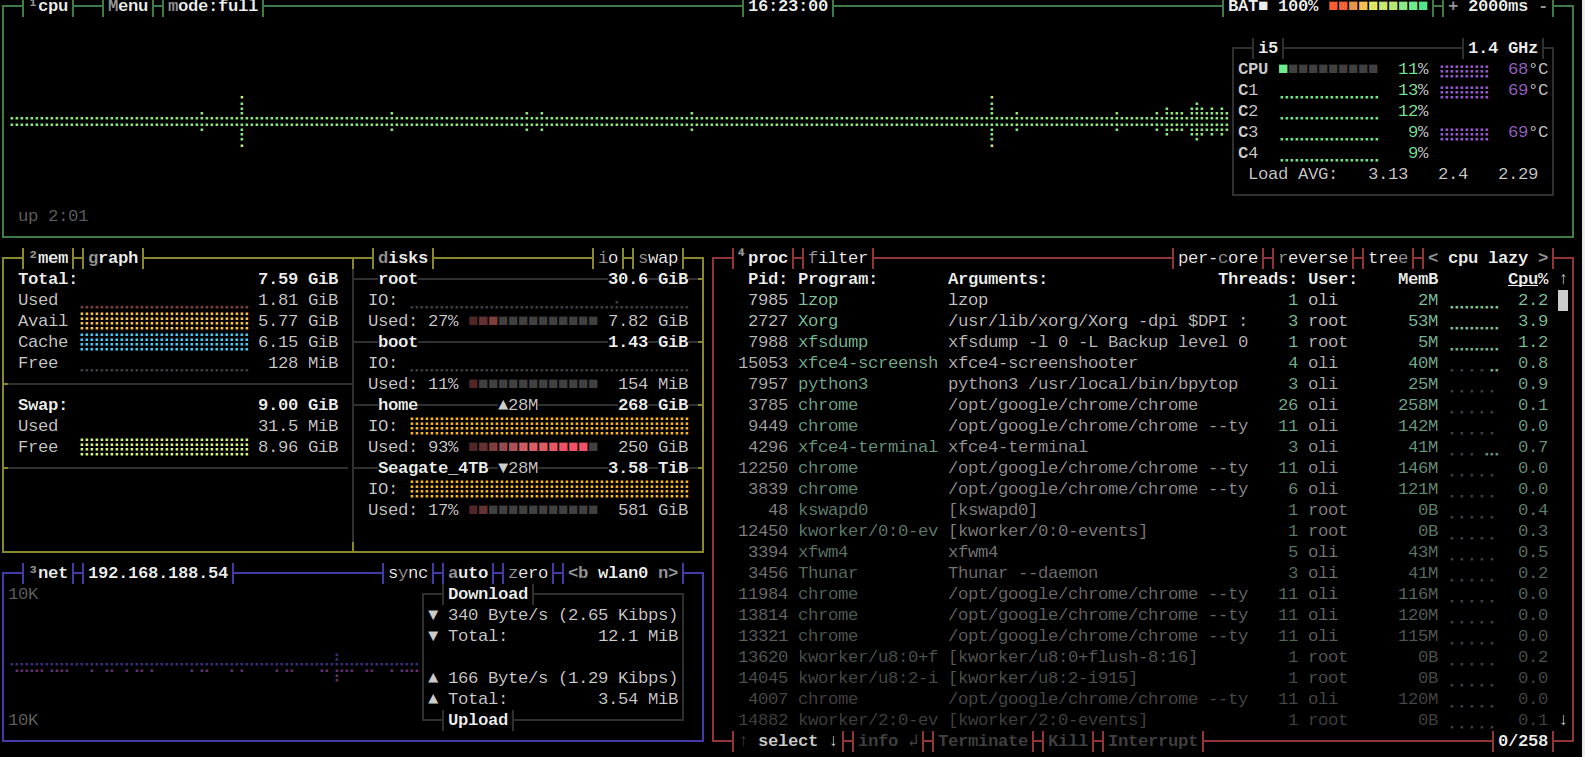 ¹cpu Menu mode:full 16:23:00 BAT■ 100% + 2000ms -
i5 1.4 GHz
CPU 11% 68°C
C1 13% 69°C
C2 12%
C3 9% 69°C
C4 9%
Load AVG: 3.13 2.4 2.29
up 2:01
²mem graph
Total: 7.59 GiB
Used 1.81 GiB
Avail 5.77 GiB
Cache 6.15 GiB
Free 128 MiB
Swap: 9.00 GiB
Used 31.5 MiB
Free 8.96 GiB
disks io swap
root 30.6 GiB
IO:
Used: 27% 7.82 GiB
boot 1.43 GiB
IO:
Used: 11% 154 MiB
home ▲28M 268 GiB
IO:
Used: 93% 250 GiB
Seagate_4TB ▼28M 3.58 TiB
IO:
Used: 17% 581 GiB
³net 192.168.188.54 sync auto zero <b wlan0 n>
10K
Download
▼ 340 Byte/s (2.65 Kibps)
▼ Total: 12.1 MiB
▲ 166 Byte/s (1.29 Kibps)
▲ Total: 3.54 MiB
10K
Upload
⁴proc filter per-core reverse tree < cpu lazy >
Pid: Program: Arguments: Threads: User: MemB Cpu% ↑
7985 lzop lzop 1 oli 2M 2.2
2727 Xorg /usr/lib/xorg/Xorg -dpi $DPI : 3 root 53M 3.9
7988 xfsdump xfsdump -l 0 -L Backup level 0 1 root 5M 1.2
15053 xfce4-screensh xfce4-screenshooter 4 oli 40M 0.8
7957 python3 python3 /usr/local/bin/bpytop 3 oli 25M 0.9
3785 chrome /opt/google/chrome/chrome 26 oli 258M 0.1
9449 chrome /opt/google/chrome/chrome --ty 11 oli 112M 0.0
4296 xfce4-terminal xfce4-terminal 3 oli 41M 0.7
12250 chrome /opt/google/chrome/chrome --ty 11 oli 146M 0.0
3839 chrome /opt/google/chrome/chrome --ty 6 oli 121M 0.0
48 kswapd0 [kswapd0] 1 root 0B 0.4
12450 kworker/0:0-ev [kworker/0:0-events] 1 root 0B 0.3
3394 xfwm4 xfwm4 5 oli 43M 0.5
3456 Thunar Thunar --daemon 3 oli 41M 0.2
11984 chrome /opt/google/chrome/chrome --ty 11 oli 116M 0.0
13814 chrome /opt/google/chrome/chrome --ty 11 oli 120M 0.0
13321 chrome /opt/google/chrome/chrome --ty 11 oli 115M 0.0
13620 kworker/u8:0+f [kworker/u8:0+flush-8:16] 1 root 0B 0.2
14045 kworker/u8:2-i [kworker/u8:2-i915] 1 root 0B 0.0
4007 chrome /opt/google/chrome/chrome --ty 11 oli 120M 0.0
14882 kworker/2:0-ev [kworker/2:0-events] 1 root 0B 0.1 ↓
↑ select ↓ info ↲ Terminate Kill Interrupt 0/258